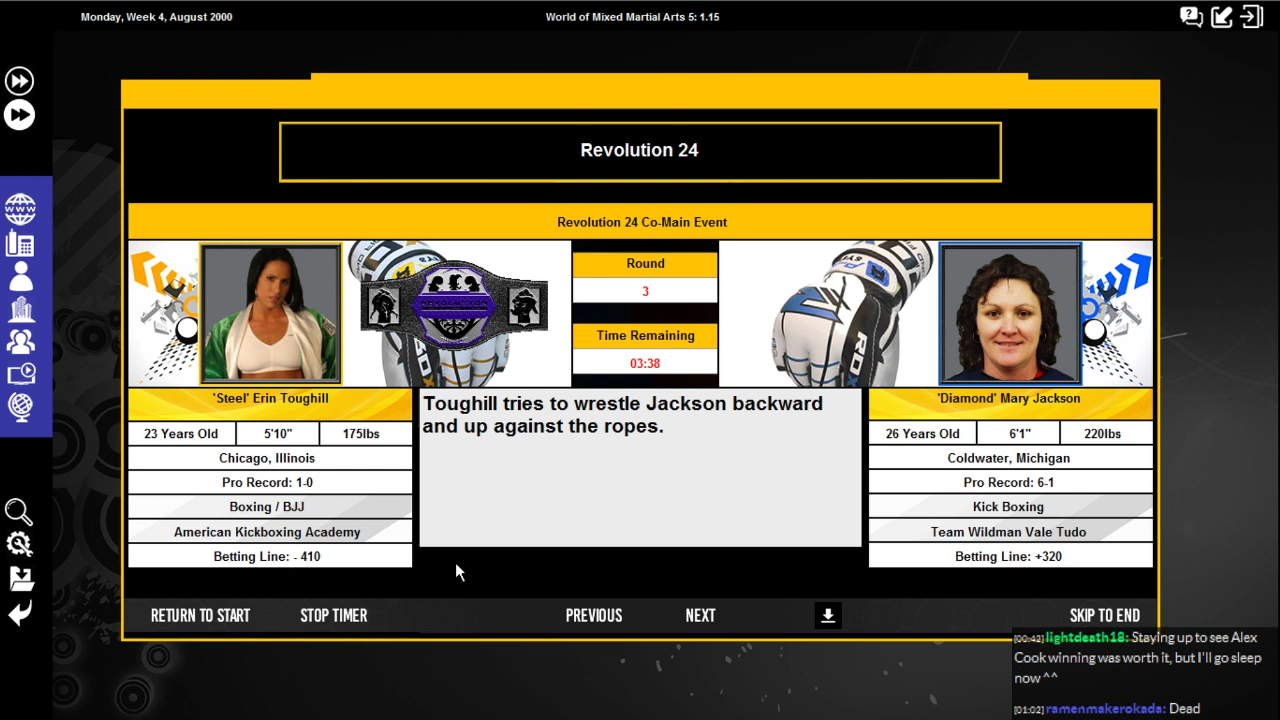 Monday, Week 4, August 2000
World of Mixed Martial Arts 5: 1.15
Revolution 24
Revolution 24 Co-Main Event
Round
3
Time Remaining
03:38
'Steel' Erin Toughill
23 Years Old
5'10"
175lbs
Chicago, Illinois
Pro Record: 1-0
Boxing / BJJ
American Kickboxing Academy
Betting Line: - 410
Toughill tries to wrestle Jackson backward
and up against the ropes.
'Diamond' Mary Jackson
26 Years Old
6'1"
220lbs
Coldwater, Michigan
Pro Record: 6-1
Kick Boxing
Team Wildman Vale Tudo
Betting Line: +320
RETURN TO START
STOP TIMER
PREVIOUS
NEXT
SKIP TO END
[00:42] lightdeath18: Staying up to see Alex
Cook winning was worth it, but I'll go sleep
now ^^
[01:02] ramenmakerokada: Dead
WWW
REVOLUTION
RDX
RDX